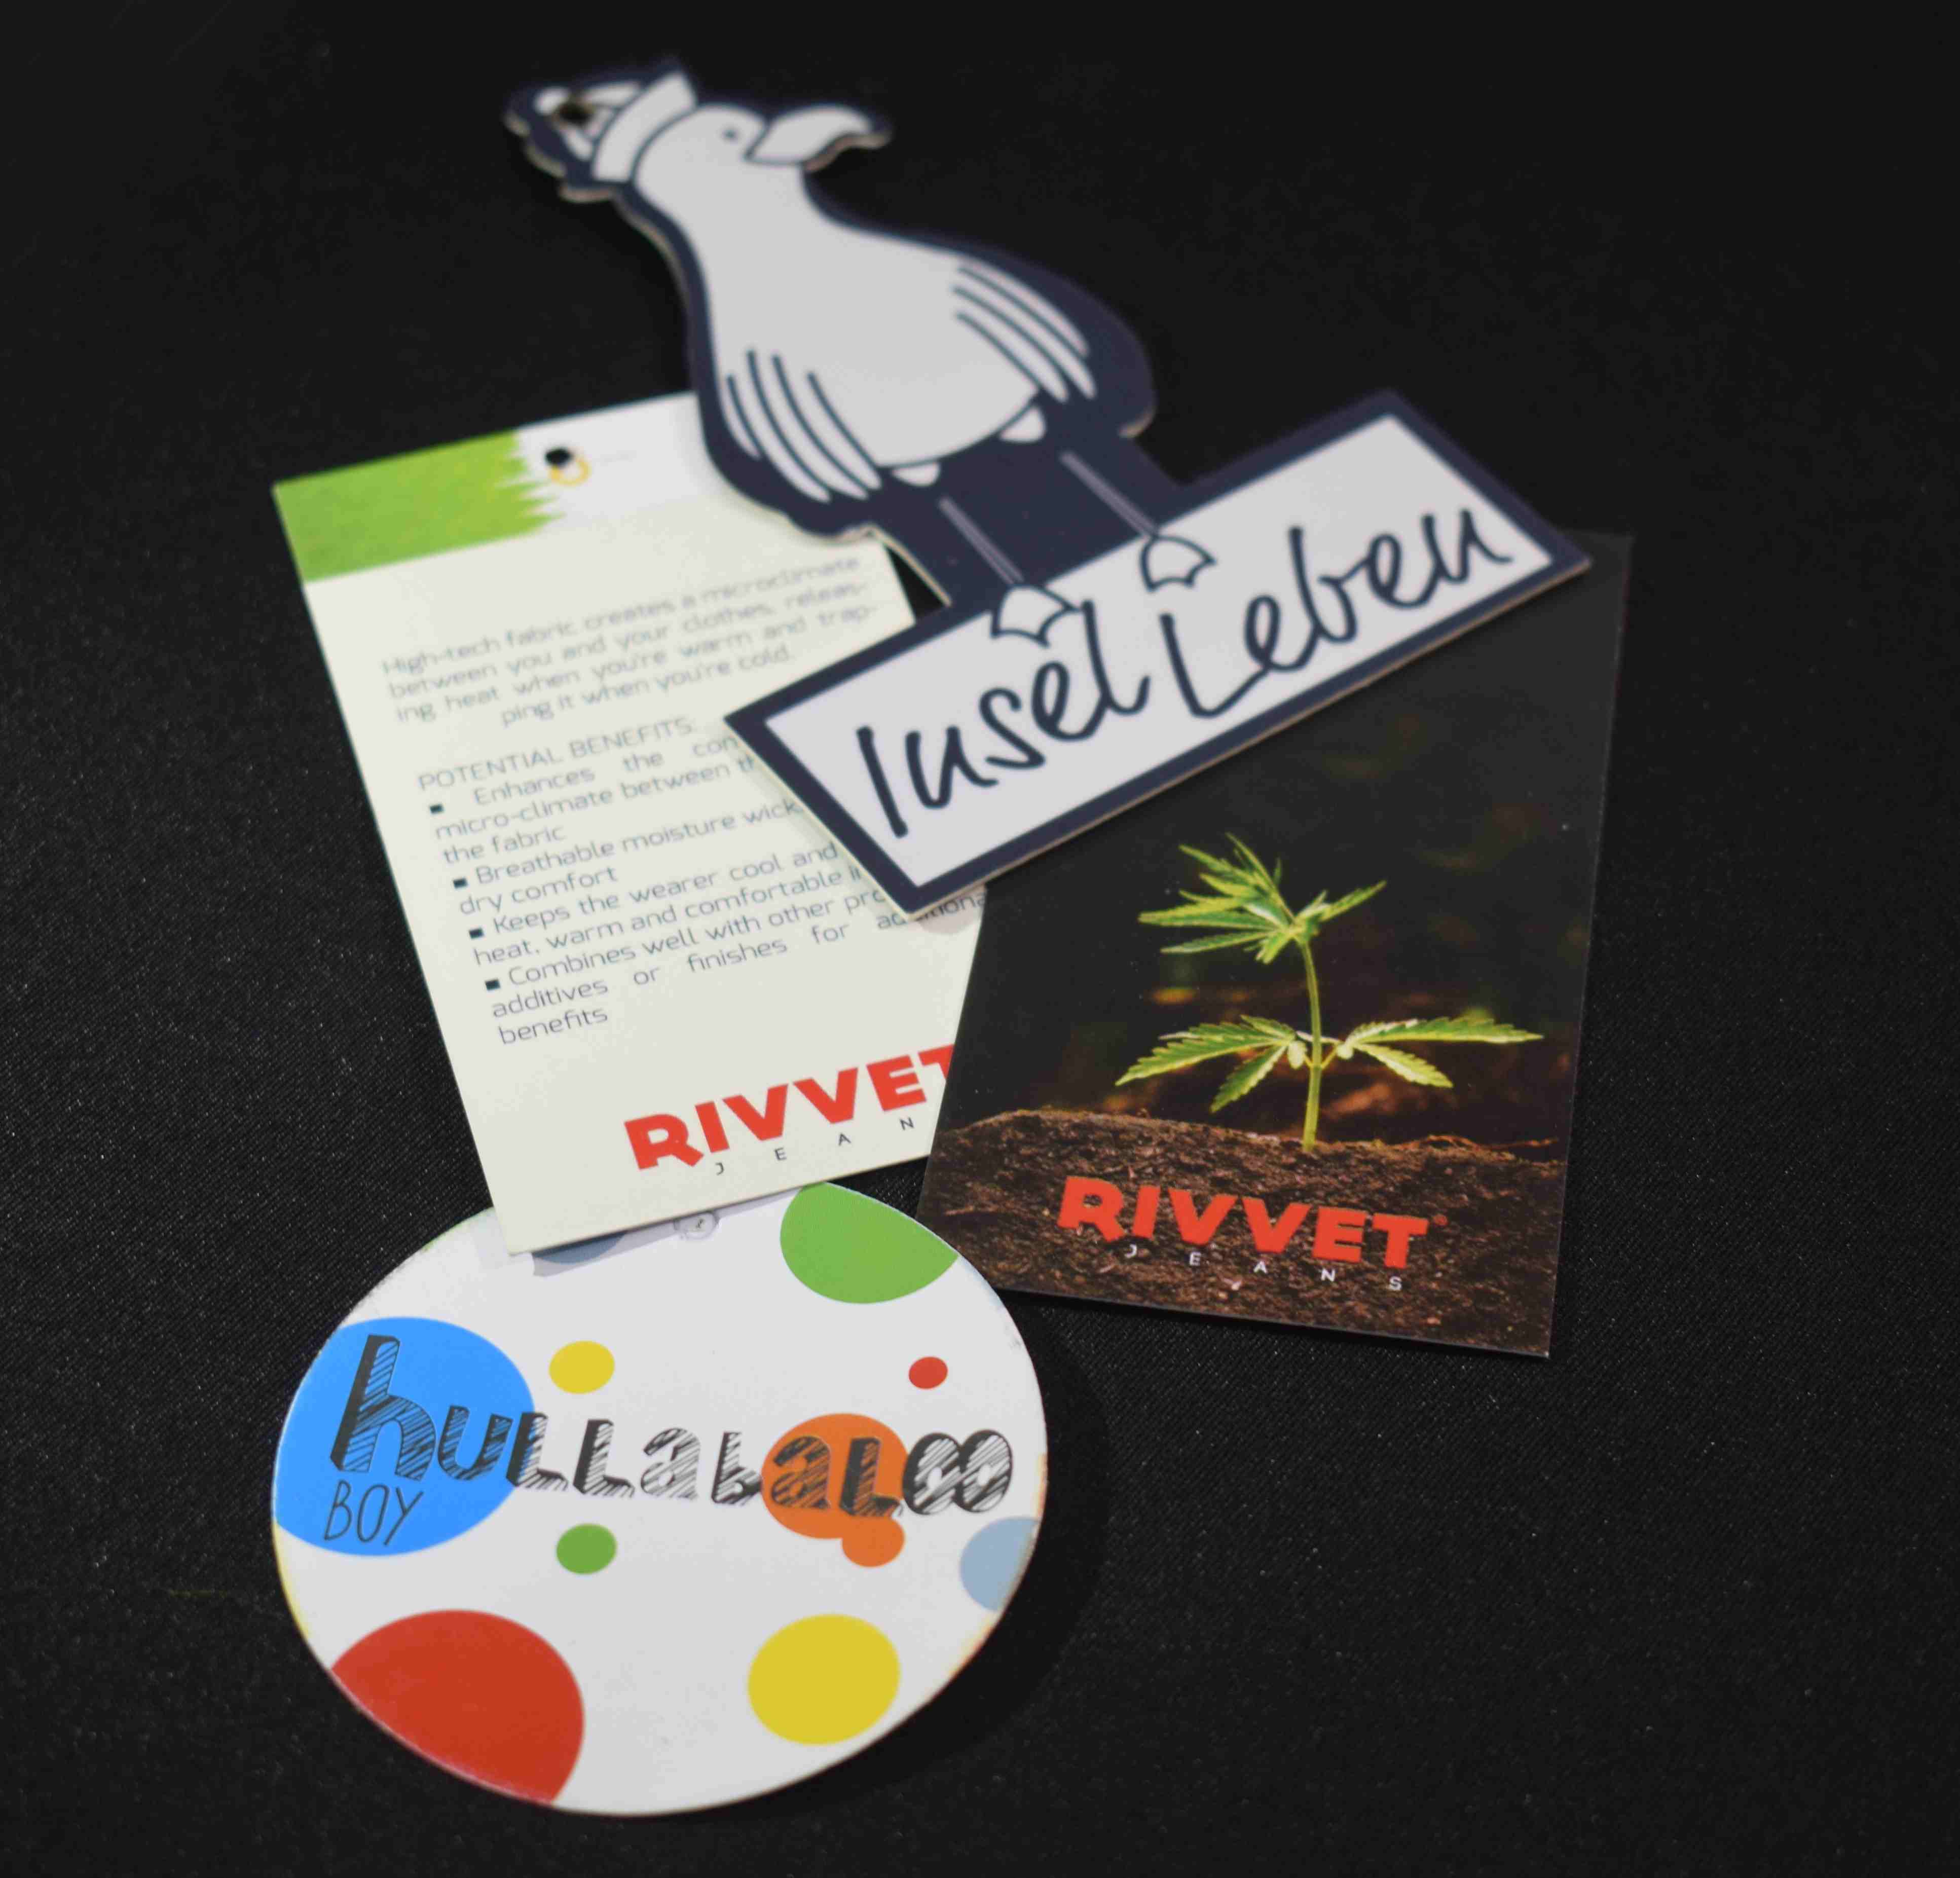 Insel Leben
High-tech fabric creates a microclimate
between you and your clothes, releas-
ing heat when you're warm and trap-
ping it when you're cold.
POTENTIAL BENEFITS:
▪ Enhances the
micro-climate between
the fabric
▪ Breathable moisture
dry comfort
▪ Keeps the wearer cool and
heat, warm and comfortable
▪ Combines well with other
additives or finishes for
benefits
RIVVET
JEAN
RIVVET
JEANS
hullabaloo
BOY